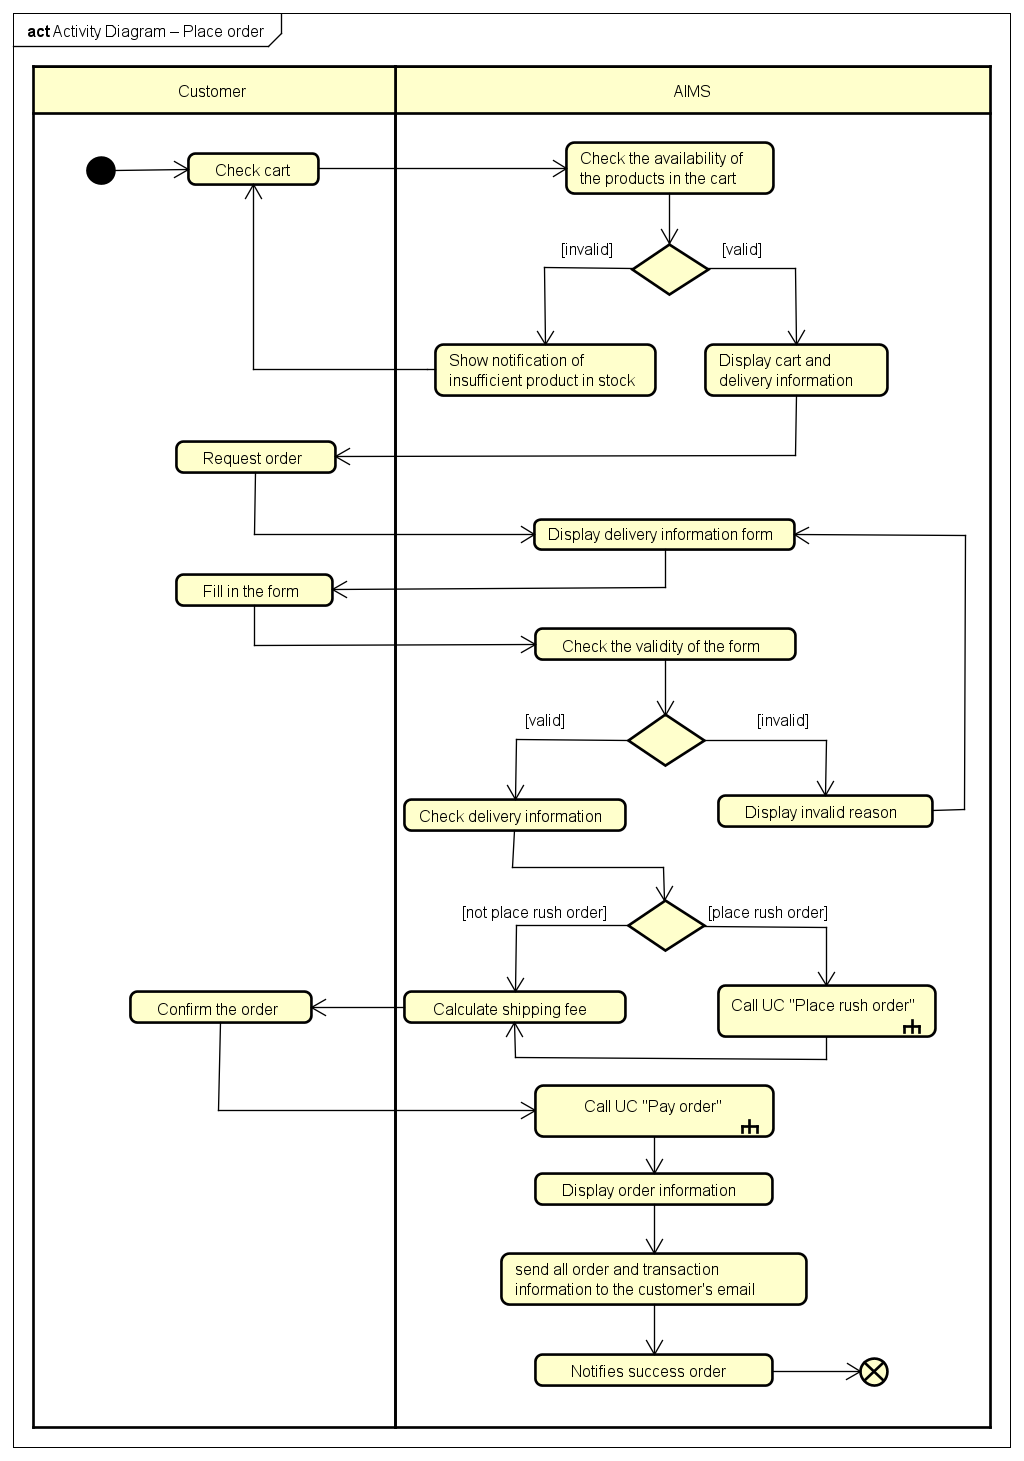 act Activity Diagram – Place order
Customer
AIMS
Check cart
Check the availability of
the products in the cart
[invalid]
[valid]
Show notification of
insufficient product in stock
Display cart and
delivery information
Request order
Display delivery information form
Fill in the form
Check the validity of the form
[valid]
[invalid]
Check delivery information
Display invalid reason
[not place rush order]
[place rush order]
Confirm the order
Calculate shipping fee
Call UC "Place rush order"
Call UC "Pay order"
Display order information
send all order and transaction
information to the customer's email
Notifies success order